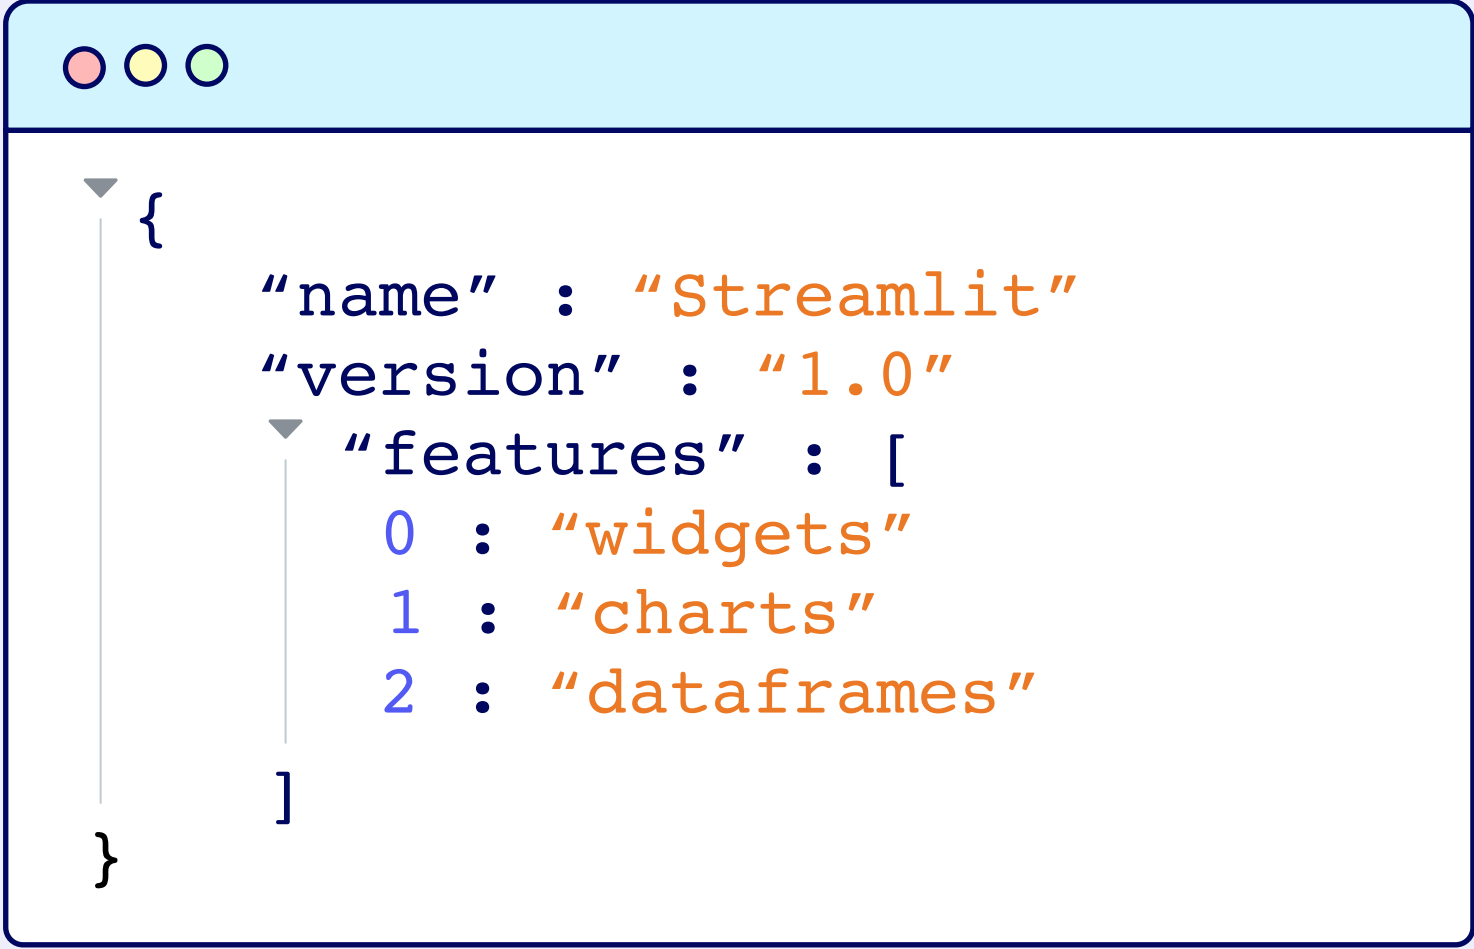 {
“name” : “Streamlit”
“version” : “1.0”
“features” : [
0 : “widgets”
1 : “charts”
2 : “dataframes”
]
}